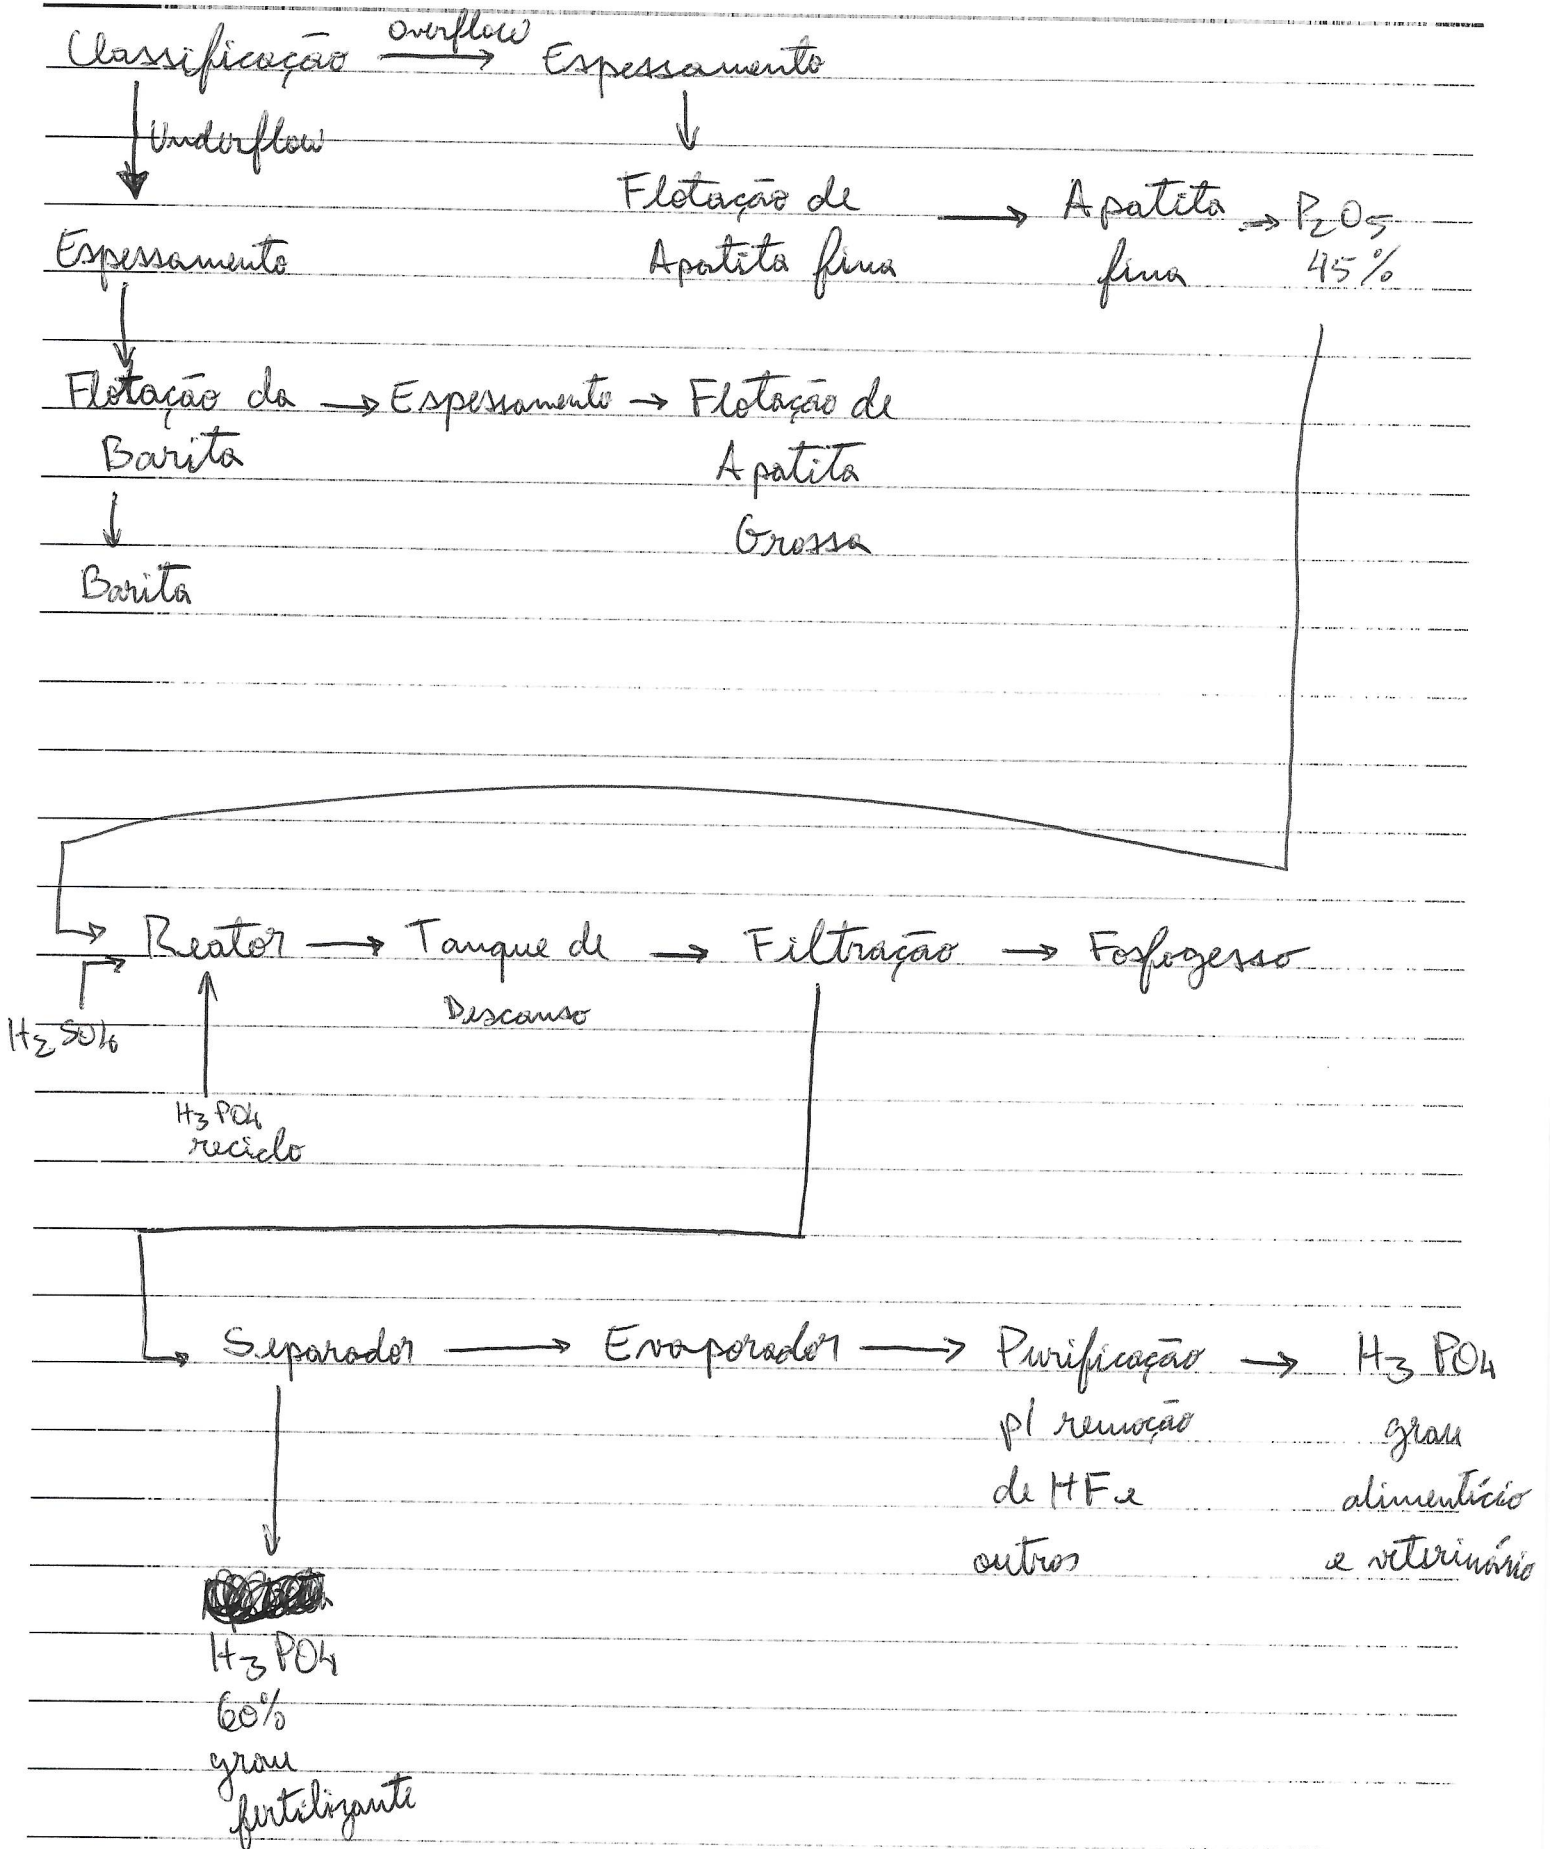 Classificação → overflow Espessamento
↓ Underflow ↓
Flotação de → Apatita → P2O5
Espessamento Apatita fina fina 45%
↓
Flotação da → Espessamento → Flotação de
Barita Apatita
↓ Grossa
Barita
→ Reator → Tanque de → Filtração → Fosfogesso
Descanso
H2SO4
H3PO4
reciclo
→ Separador → Evaporador → Purificação → H3PO4
p/ remoção grau
de HF e alimentício
outros e veterinário
↓
H3PO4
60%
grau
fertilizante